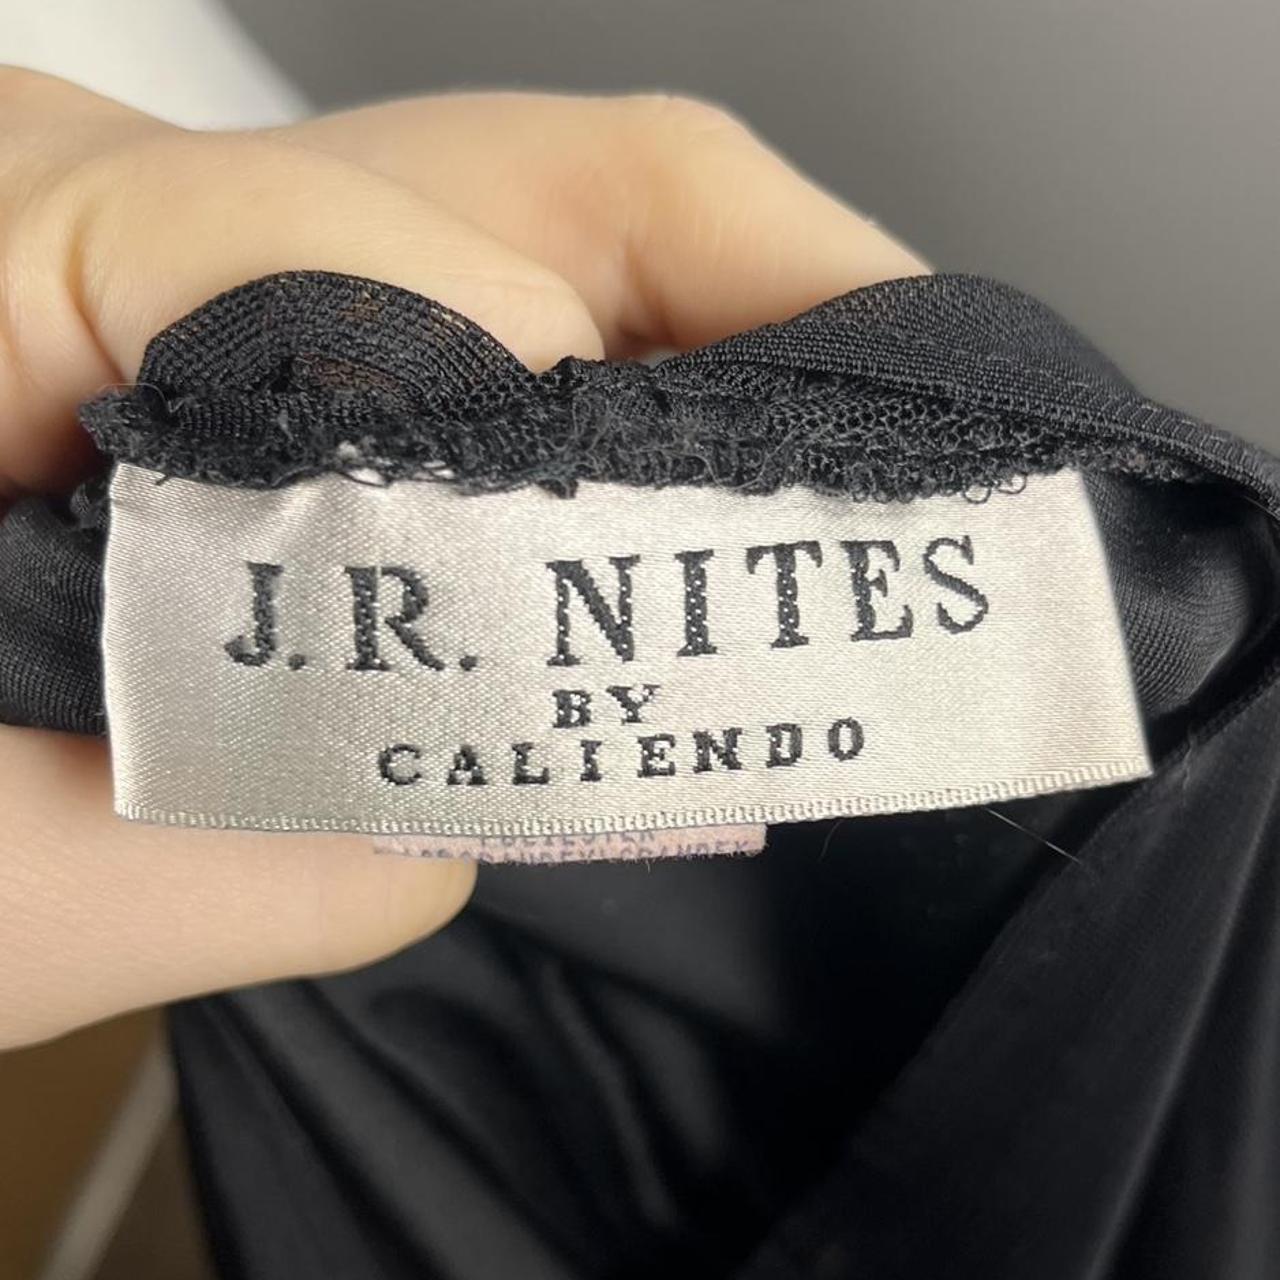 J.R. NITES
BY
CALIENDO